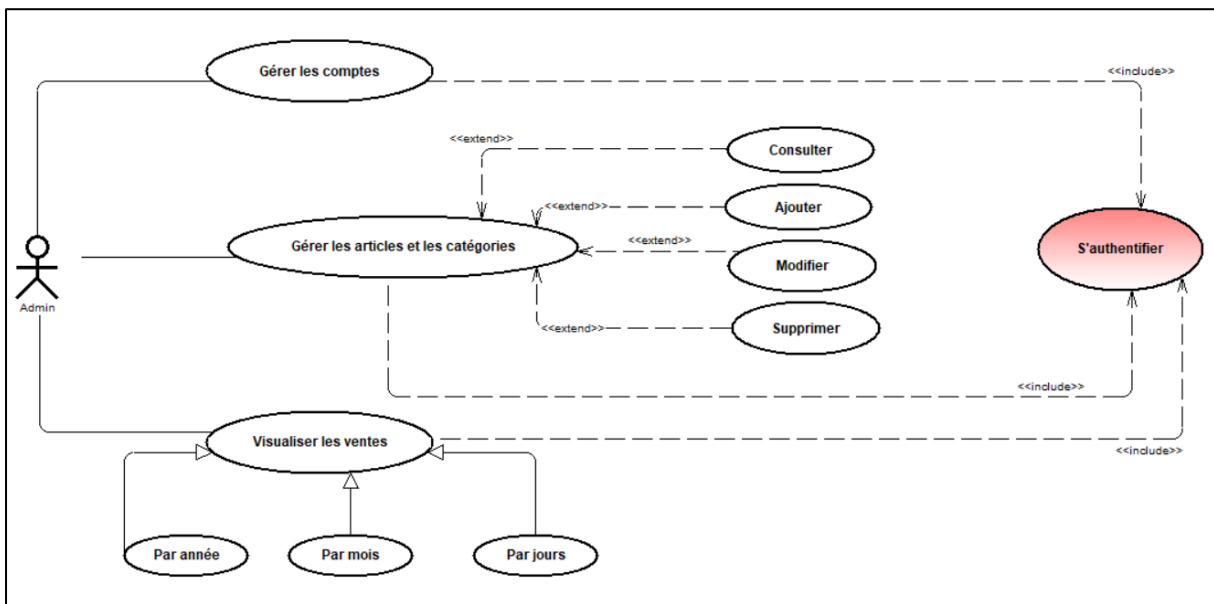 Gérer les comptes
<<include>>
<<extend>>
Consulter
<<extend>>
Ajouter
Gérer les articles et les catégories
<<extend>>
Modifier
S'authentifier
Admin
<<extend>>
Supprimer
<<include>>
Visualiser les ventes
<<include>>
Par année
Par mois
Par jours